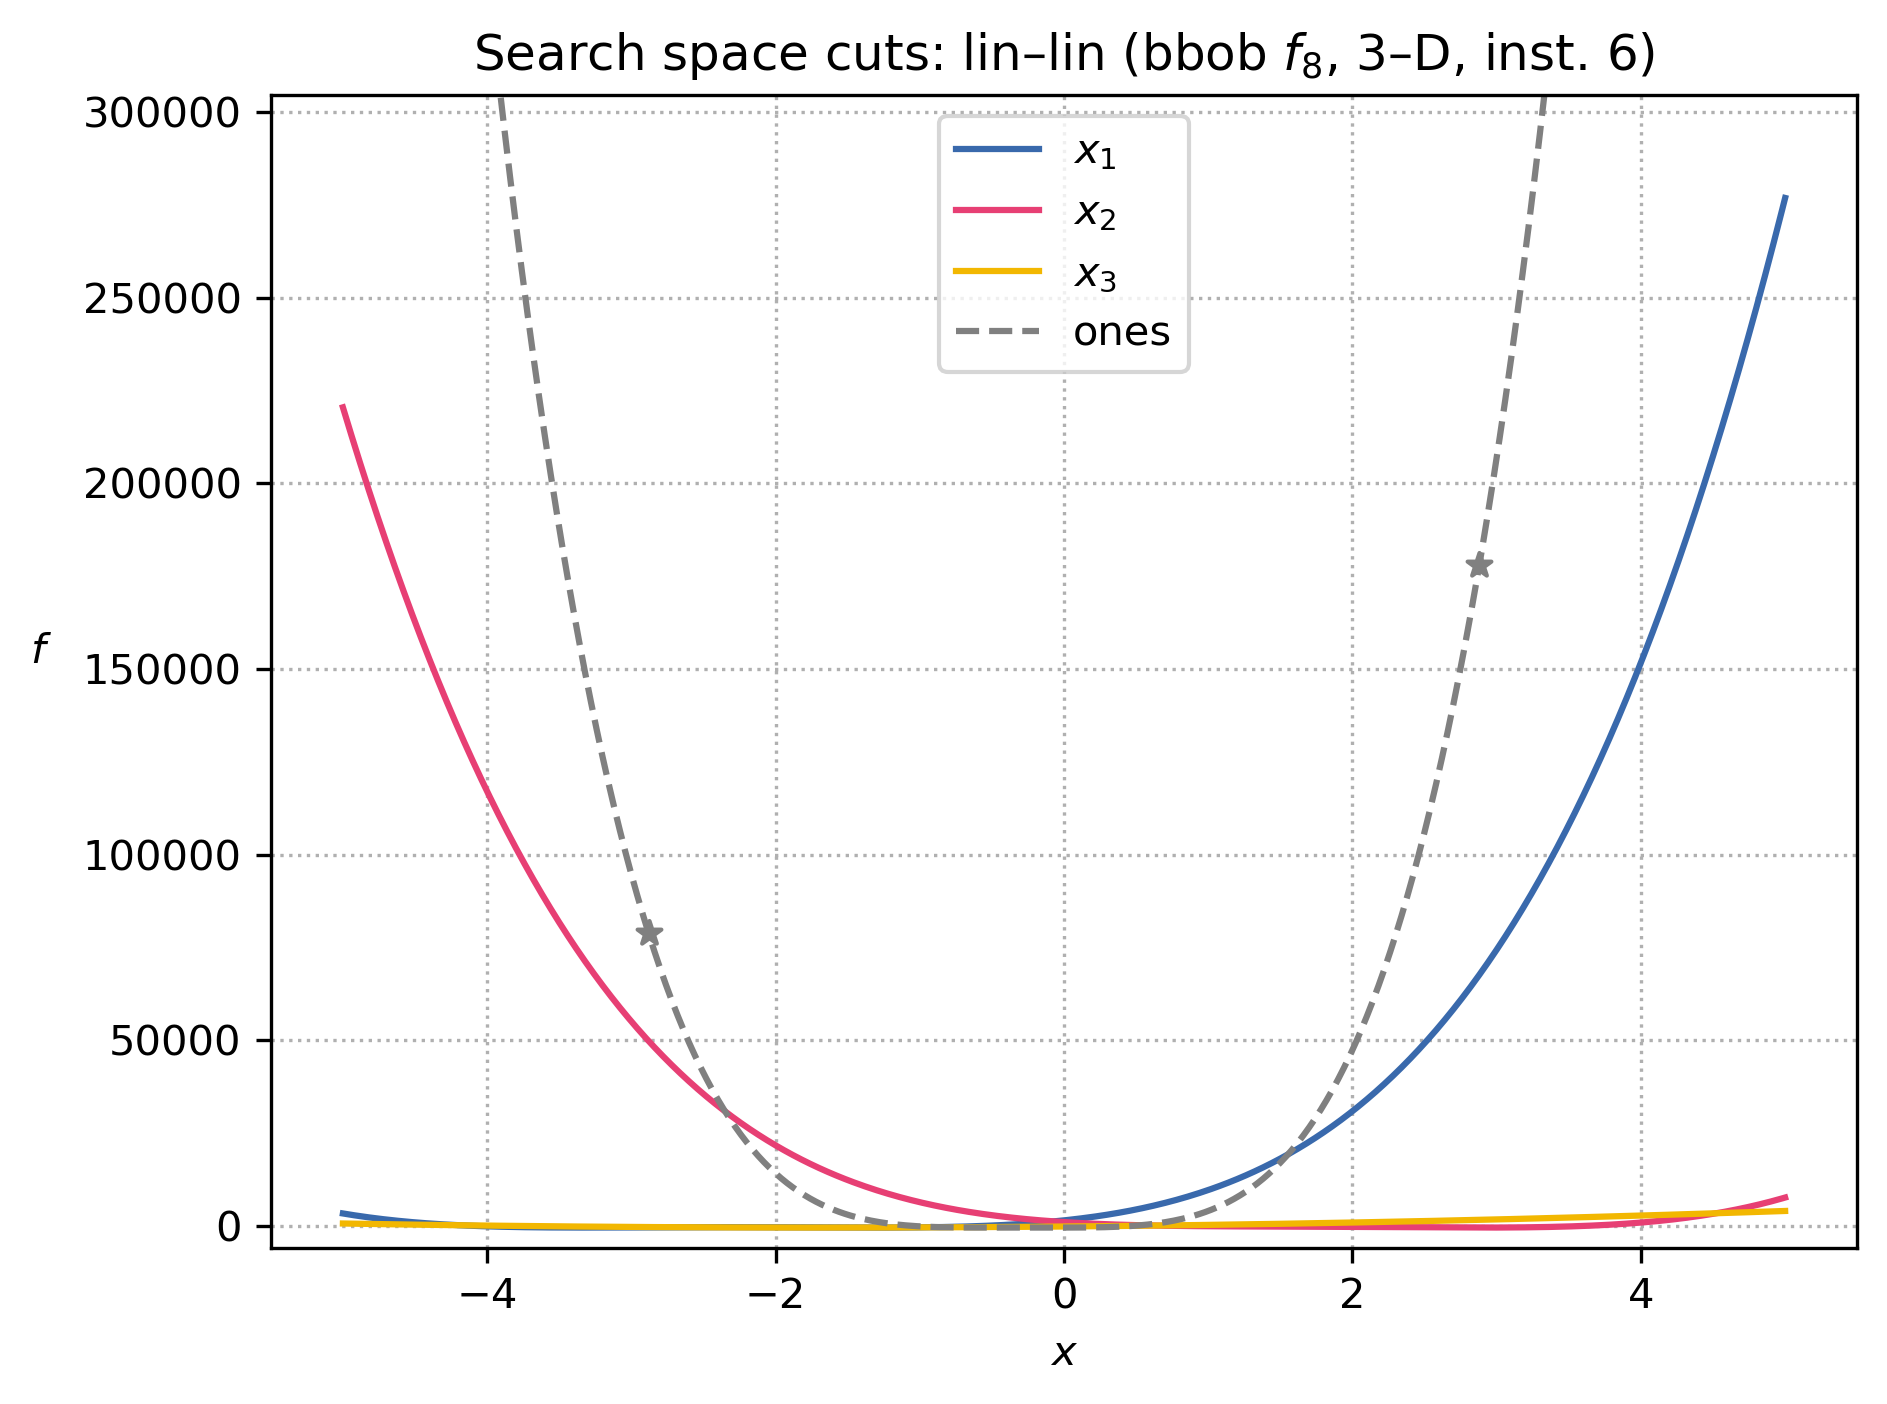 Search space cuts: lin–lin (bbob f₈, 3–D, inst. 6)
300000
250000
200000
150000
100000
50000
0
f
x₁
x₂
x₃
ones
−4
−2
0
2
4
x